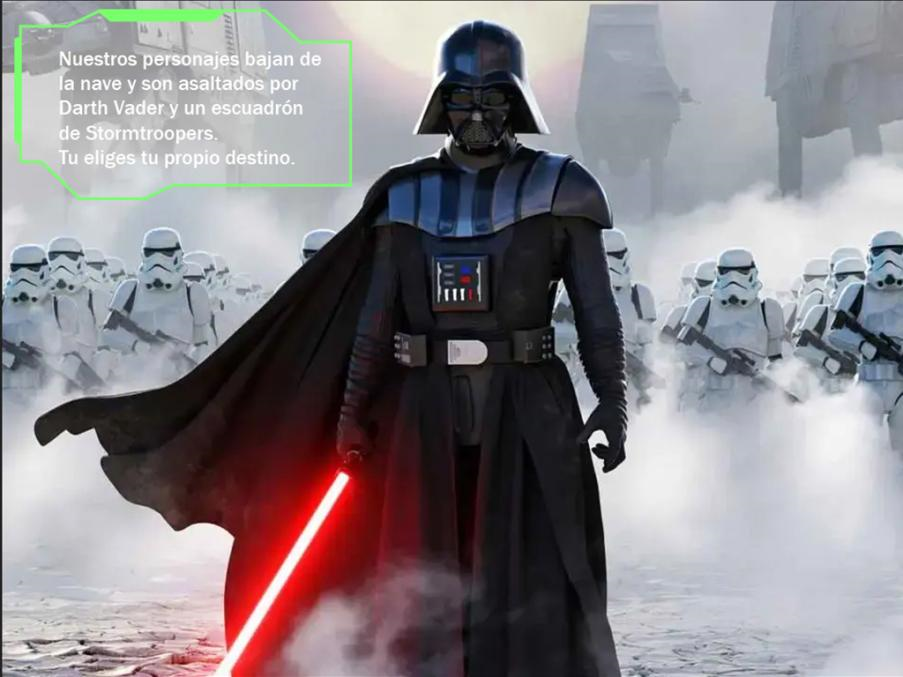 Nuestros personajes bajan de
la nave y son asaltados por
Darth Vader y un escuadrón
de Stormtroopers.
Tu eliges tu propio destino.